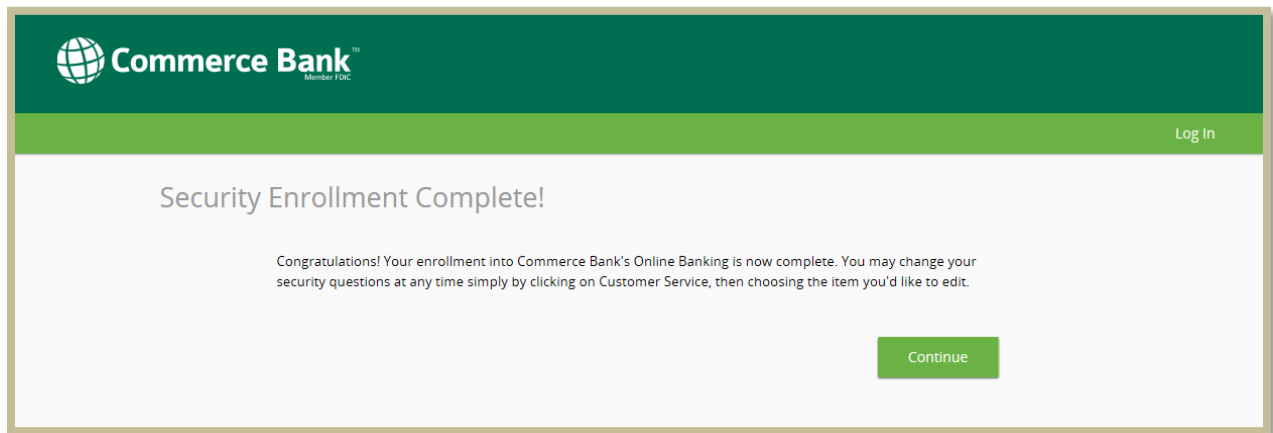 Commerce Bank™
Member FDIC
Log In
Security Enrollment Complete!
Congratulations! Your enrollment into Commerce Bank's Online Banking is now complete. You may change your
security questions at any time simply by clicking on Customer Service, then choosing the item you'd like to edit.
Continue